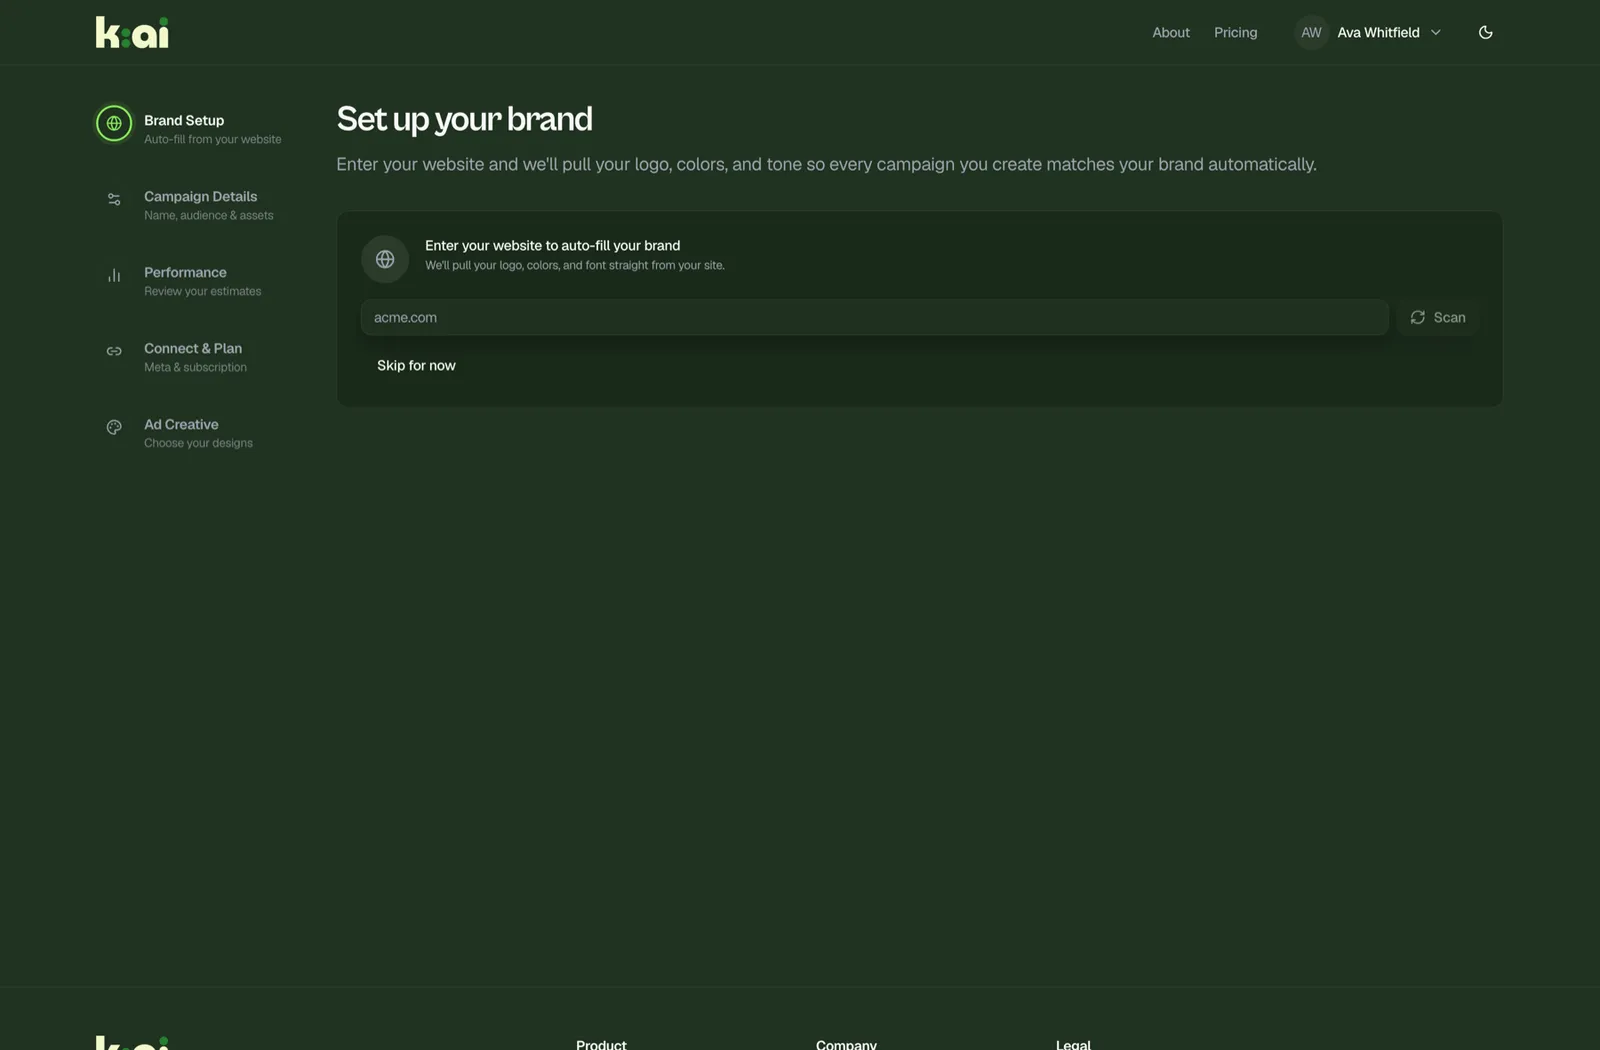 k:ai
About
Pricing
AW
Ava Whitfield
Brand Setup
Auto-fill from your website
Campaign Details
Name, audience & assets
Performance
Review your estimates
Connect & Plan
Meta & subscription
Ad Creative
Choose your designs
Set up your brand
Enter your website and we'll pull your logo, colors, and tone so every campaign you create matches your brand automatically.
Enter your website to auto-fill your brand
We'll pull your logo, colors, and font straight from your site.
acme.com
Scan
Skip for now
k:ai
Product
Company
Legal